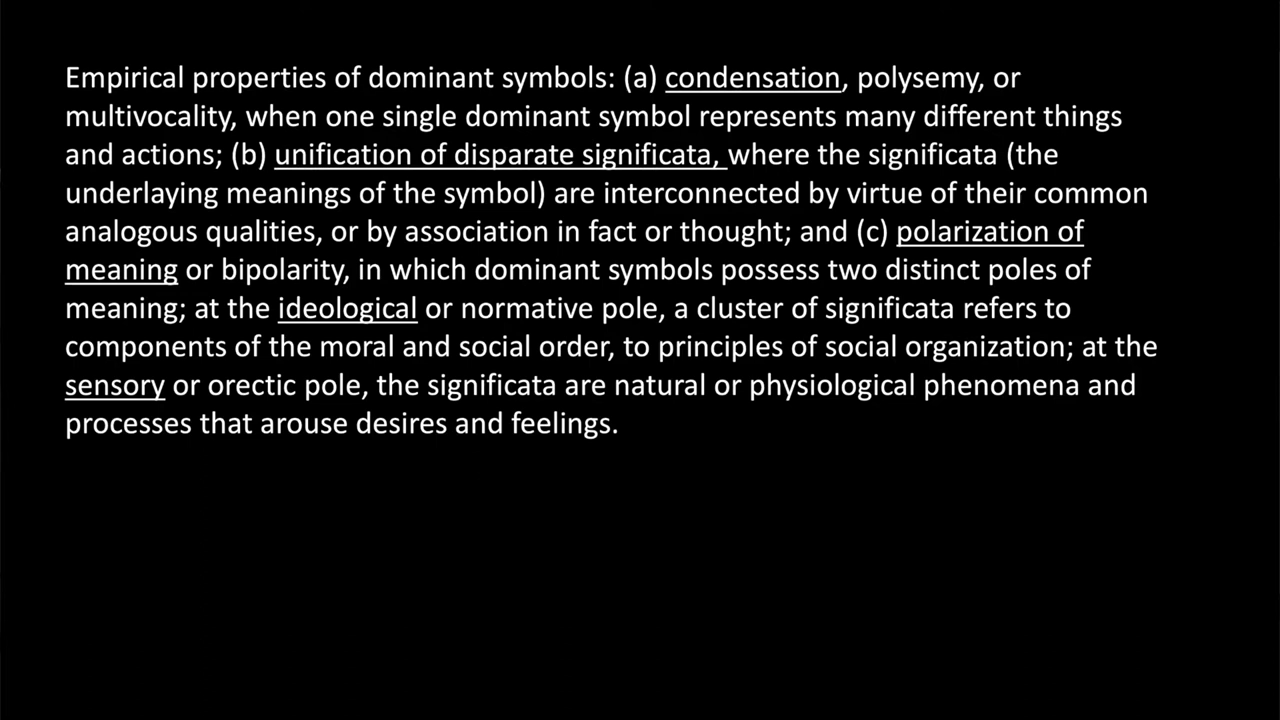 Empirical properties of dominant symbols: (a) condensation, polysemy, or
multivocality, when one single dominant symbol represents many different things
and actions; (b) unification of disparate significata, where the significata (the
underlaying meanings of the symbol) are interconnected by virtue of their common
analogous qualities, or by association in fact or thought; and (c) polarization of
meaning or bipolarity, in which dominant symbols possess two distinct poles of
meaning; at the ideological or normative pole, a cluster of significata refers to
components of the moral and social order, to principles of social organization; at the
sensory or orectic pole, the significata are natural or physiological phenomena and
processes that arouse desires and feelings.